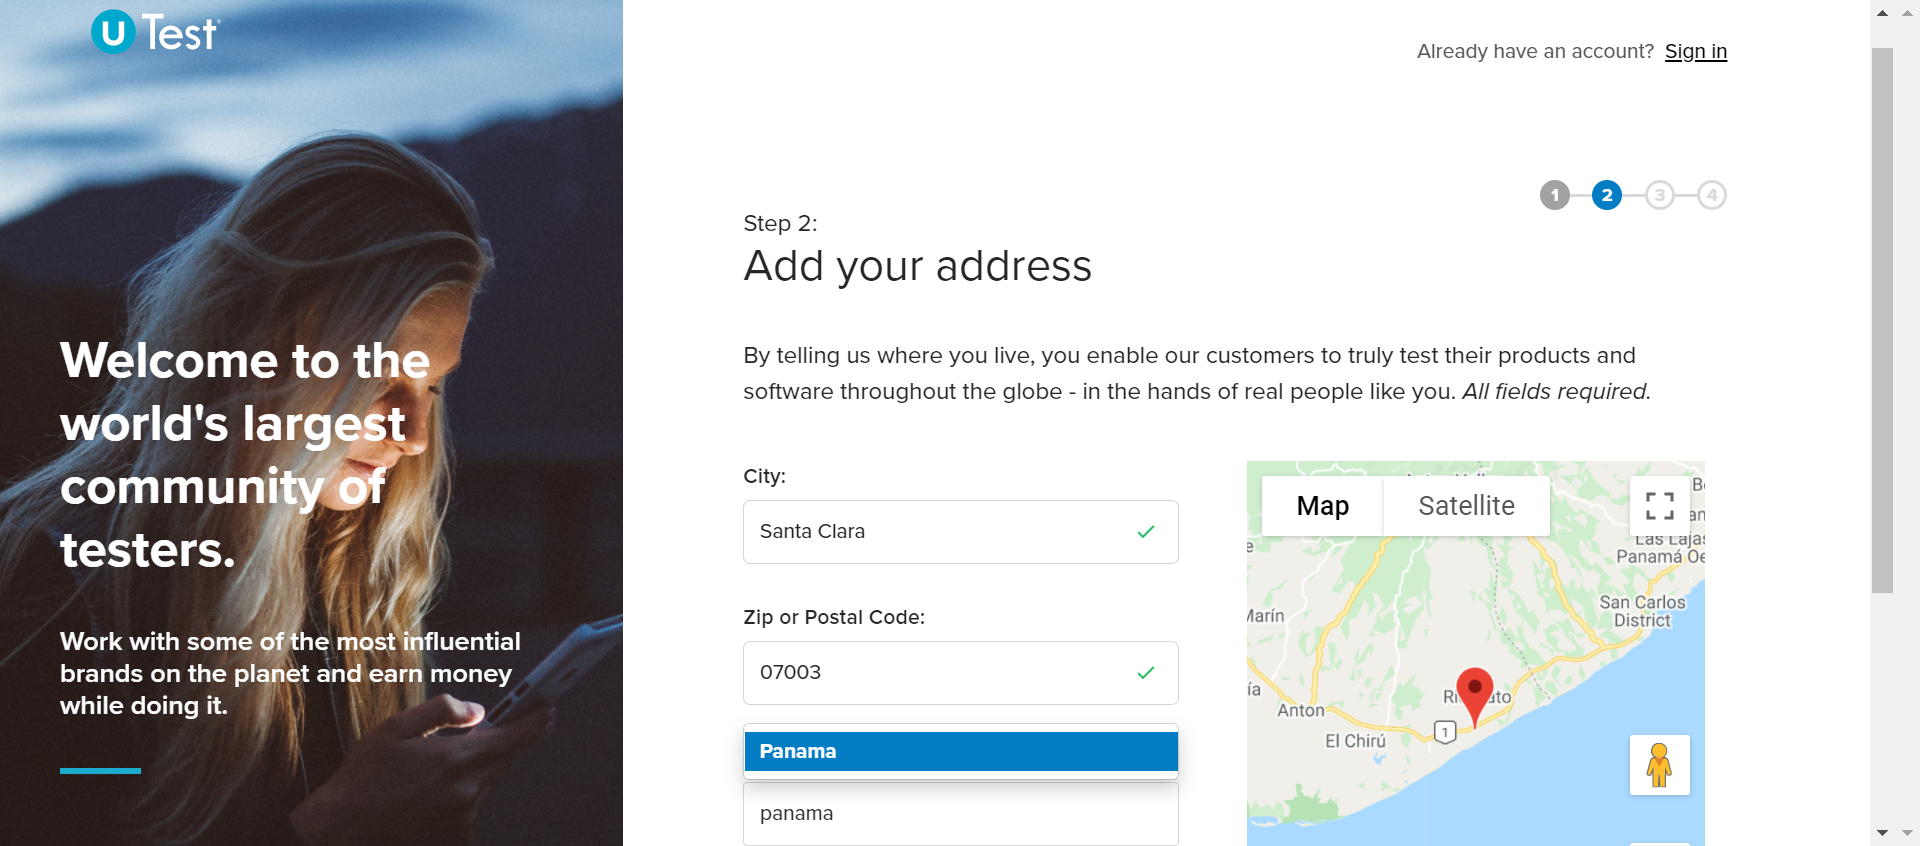 U Test
Already have an account? Sign in
1 2 3 4
Step 2:
Add your address
Welcome to the
world's largest
community of
testers.
Work with some of the most influential
brands on the planet and earn money
while doing it.
By telling us where you live, you enable our customers to truly test their products and
software throughout the globe - in the hands of real people like you. All fields required.
City:
Santa Clara
Zip or Postal Code:
07003
Panama
panama
Map Satellite
Las Lajas
Panamá Oe
San Carlos
District
Marín
Anton
El Chirú
1